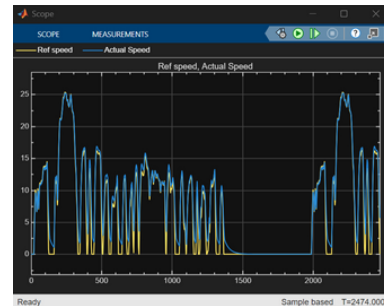 Scope
SCOPE MEASUREMENTS
Ref speed Actual Speed
Ref speed, Actual Speed
25
20
15
10
5
0
0 500 1000 1500 2000
Ready Sample based T=2474.000